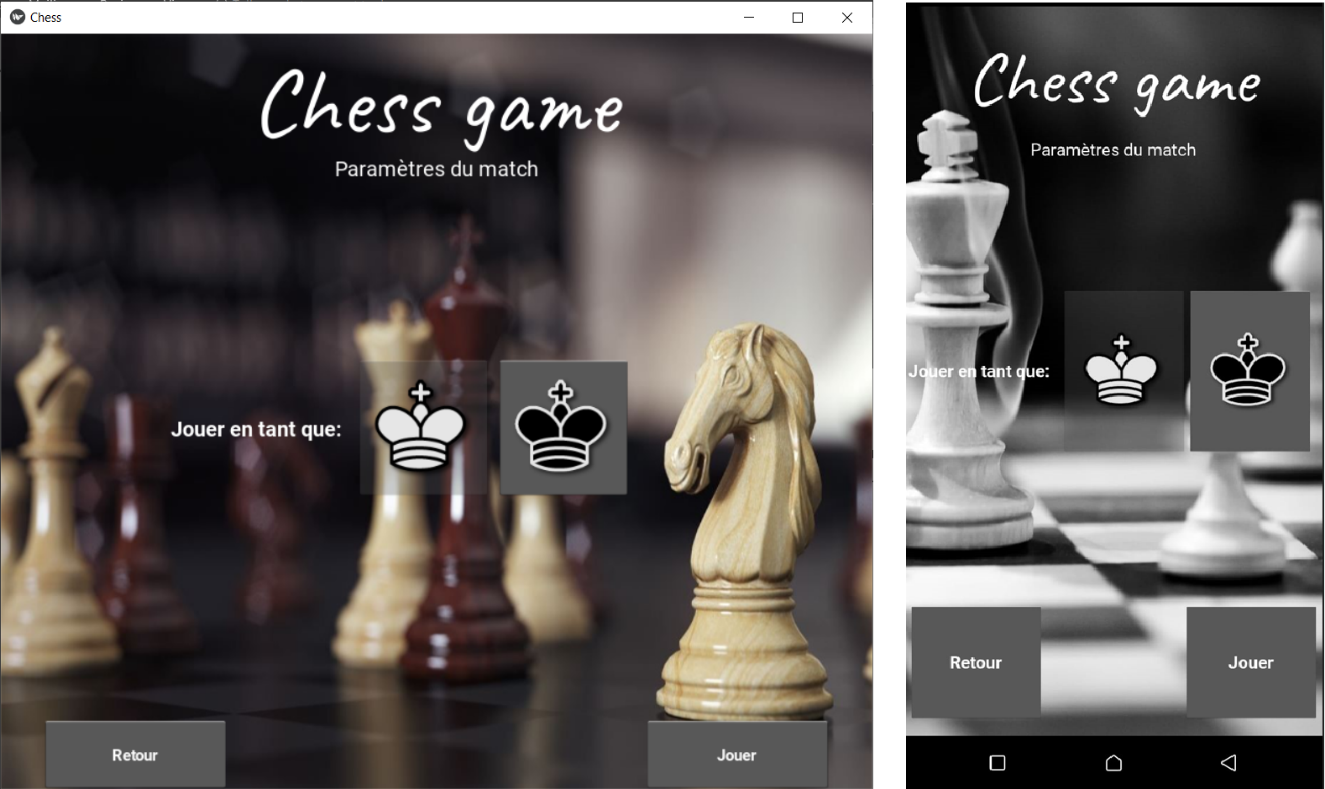 Chess
Chess game
Paramètres du match
Jouer en tant que:
Retour
Jouer
Chess game
Paramètres du match
Jouer en tant que:
Retour
Jouer